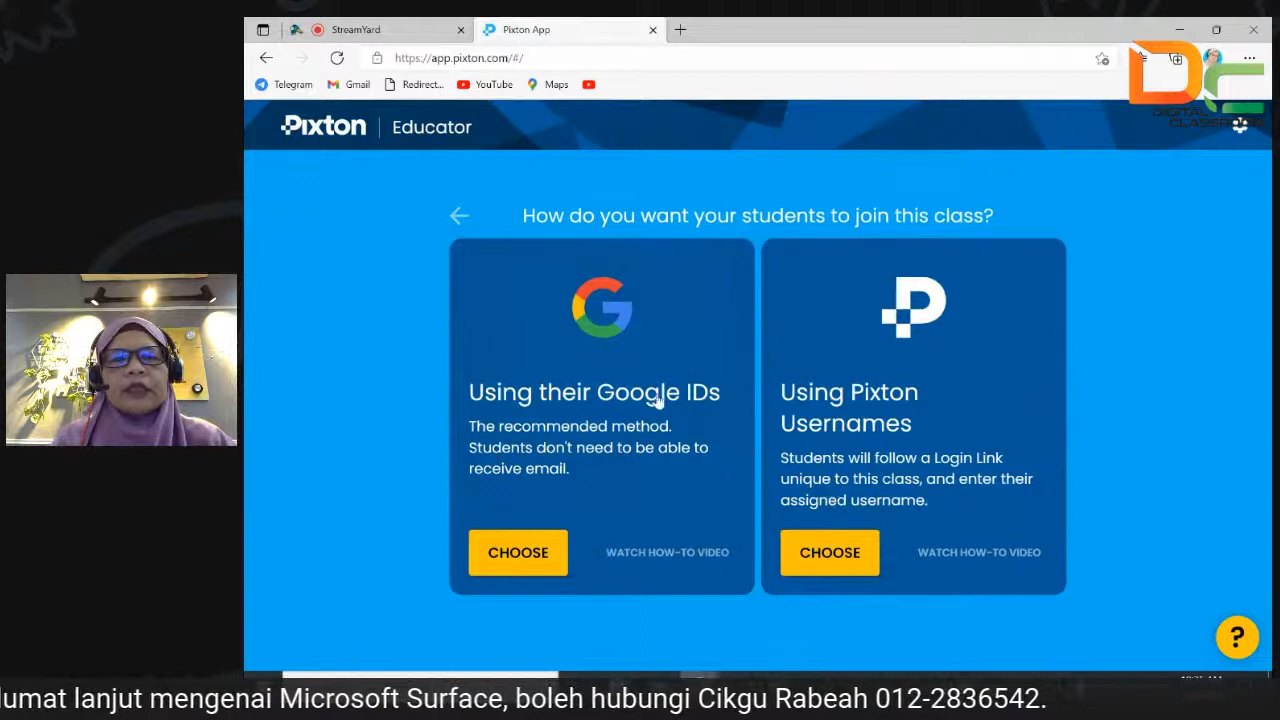 StreamYard
Pixton App
https://app.pixton.com/#/
Telegram
Gmail
Redirect...
YouTube
Maps
DC
DIGITAL
CLASSROOM
Pixton
Educator
How do you want your students to join this class?
Using their Google IDs
The recommended method.
Students don't need to be able to
receive email.
CHOOSE
WATCH HOW-TO VIDEO
Using Pixton
Usernames
Students will follow a Login Link
unique to this class, and enter their
assigned username.
CHOOSE
WATCH HOW-TO VIDEO
?
lumat lanjut mengenai Microsoft Surface, boleh hubungi Cikgu Rabeah 012-2836542.